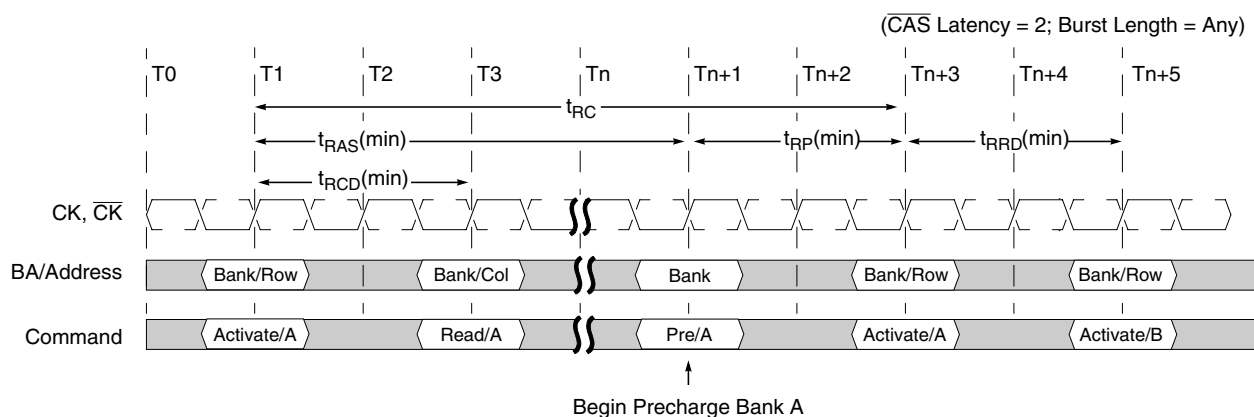 (CAS Latency = 2; Burst Length = Any)
T0 T1 T2 T3 Tn Tn+1 Tn+2 Tn+3 Tn+4 Tn+5
tRC
tRAS(min) tRP(min) tRRD(min)
tRCD(min)
CK, CK
BA/Address Bank/Row Bank/Col Bank Bank/Row Bank/Row
Command Activate/A Read/A Pre/A Activate/A Activate/B
Begin Precharge Bank A